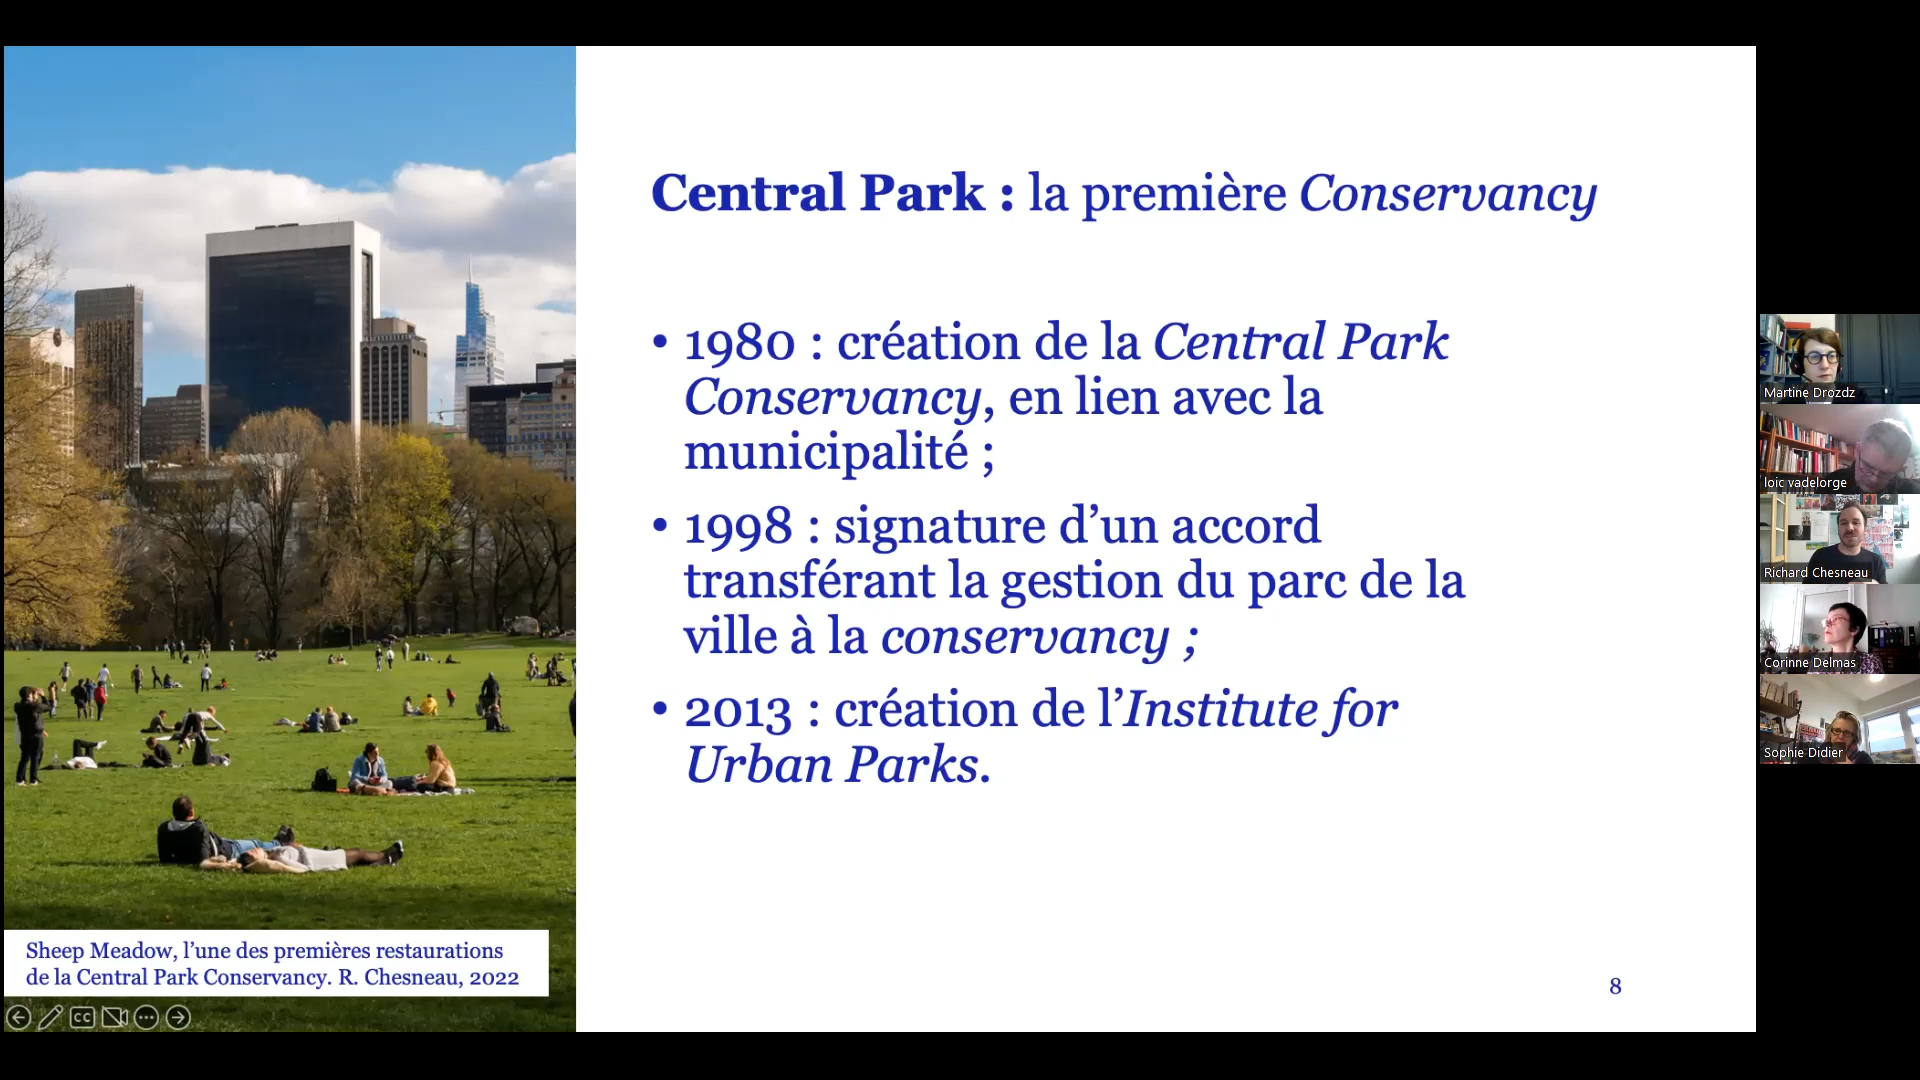 Central Park : la première Conservancy
• 1980 : création de la Central Park
Conservancy, en lien avec la
municipalité ;
• 1998 : signature d’un accord
transférant la gestion du parc de la
ville à la conservancy ;
• 2013 : création de l’Institute for
Urban Parks.
Sheep Meadow, l’une des premières restaurations
de la Central Park Conservancy. R. Chesneau, 2022
8
CC
Martine Drozdz
loic vadelorge
Richard Chesneau
Corinne Delmas
Sophie Didier